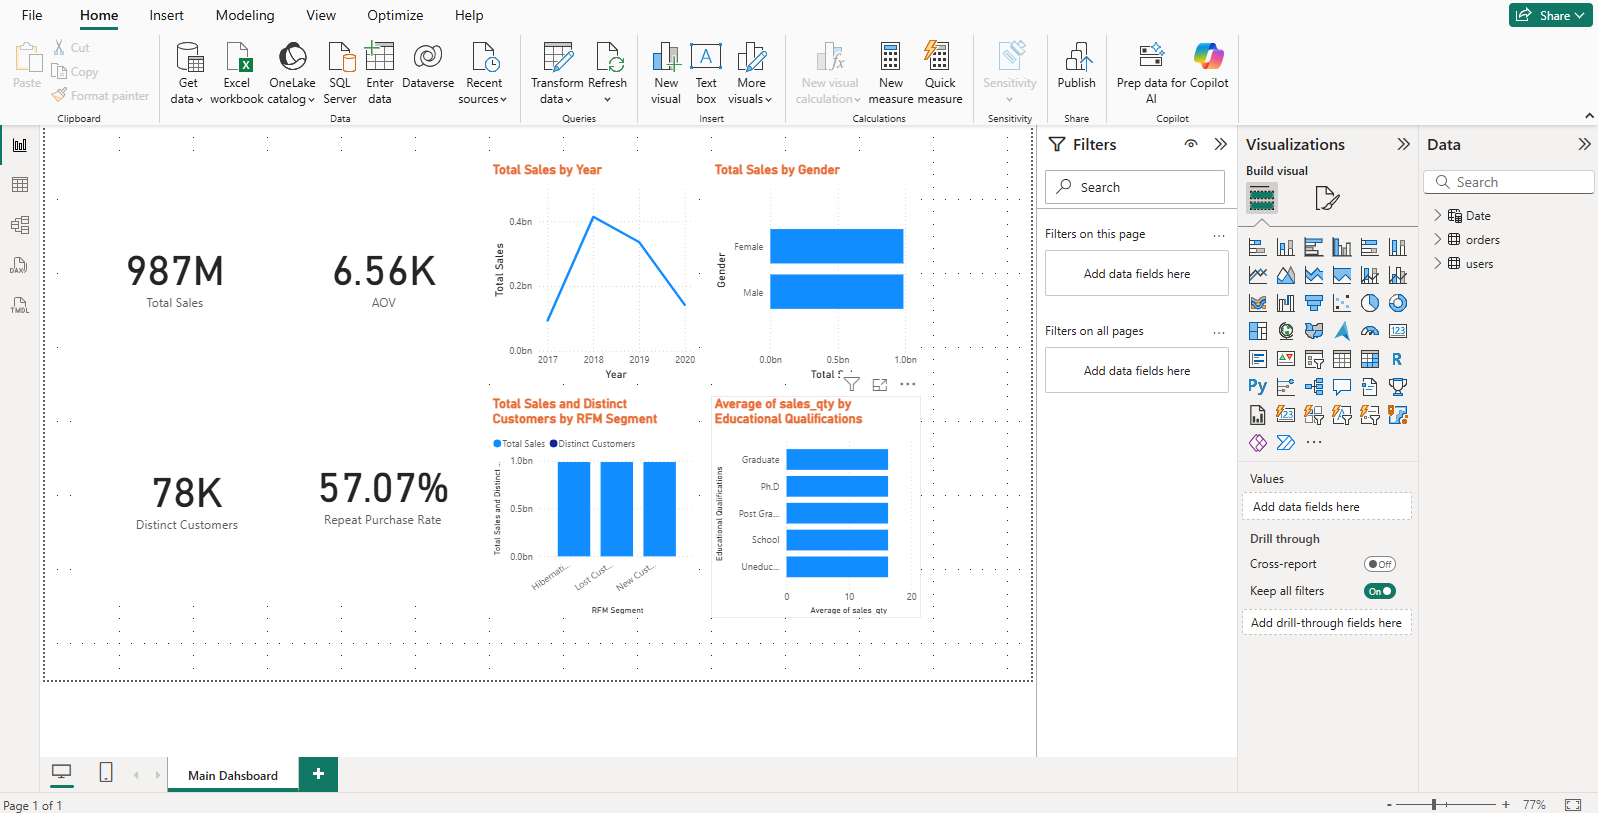 File Home Insert Modeling View Optimize Help
Share
Paste
Cut
Copy
Format painter
Clipboard
Get data
Excel workbook
OneLake catalog
SQL Server
Enter data
Dataverse
Recent sources
Data
Transform data
Refresh
Queries
New visual
Text box
More visuals
Insert
New visual calculation
New measure
Quick measure
Calculations
Sensitivity
Sensitivity
Publish
Share
Prep data for AI
Copilot
Copilot
DAX
TMDL
987M
Total Sales
6.56K
AOV
78K
Distinct Customers
57.07%
Repeat Purchase Rate
Total Sales by Year
Total Sales
0.4bn
0.2bn
0.0bn
2017 2018 2019 2020
Year
Total Sales by Gender
Gender
Female
Male
0.0bn 0.5bn 1.0bn
Total S
Total Sales and Distinct
Customers by RFM Segment
Total Sales Distinct Customers
Total Sales and Distinct ...
1.0bn
0.5bn
0.0bn
Hibernati... Lost Cust... New Cust...
RFM Segment
Average of sales_qty by
Educational Qualifications
Educational Qualifications
Graduate
Ph.D
Post Gra...
School
Uneduc...
0 10 20
Average of sales_qty
Filters
Search
Filters on this page ...
Add data fields here
Filters on all pages ...
Add data fields here
Visualizations
Build visual
123
R
Py
123
...
Values
Add data fields here
Drill through
Cross-report Off
Keep all filters On
Add drill-through fields here
Data
Search
Date
orders
users
Main Dahsboard +
Page 1 of 1
- + 77%